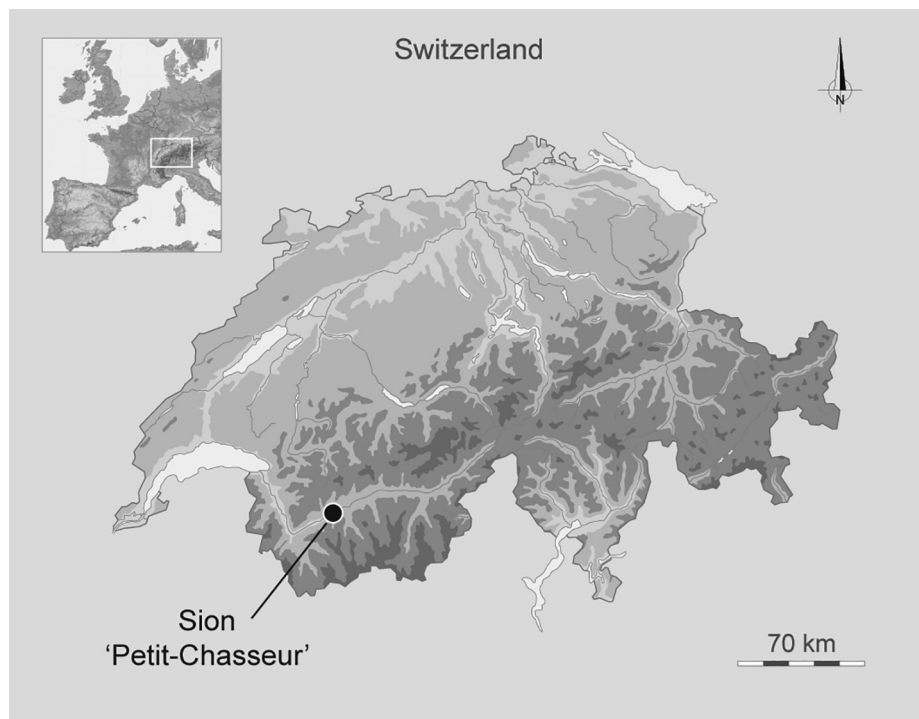 Switzerland
N
Sion
‘Petit-Chasseur’
70 km